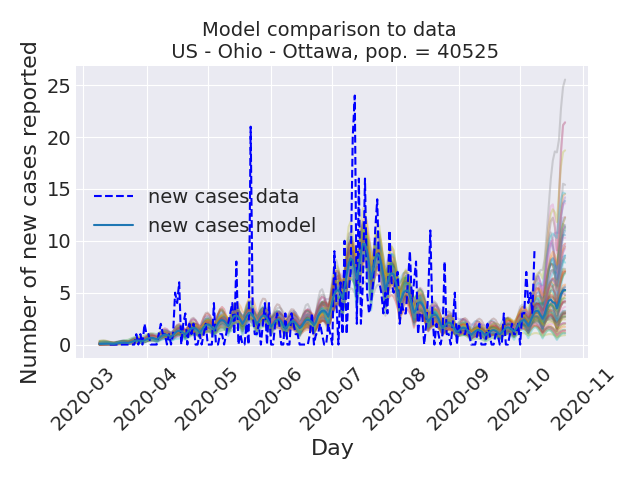 Model comparison to data
US - Ohio - Ottawa, pop. = 40525
Number of new cases reported
25
20
15
10
5
0
new cases data
new cases model
2020-03
2020-04
2020-05
2020-06
2020-07
2020-08
2020-09
2020-10
2020-11
Day